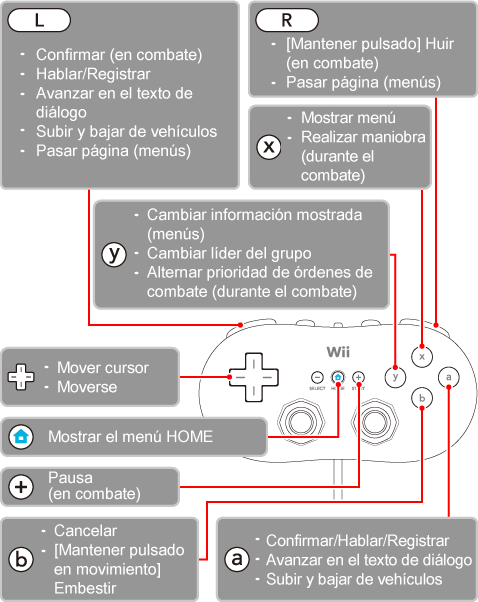 L
- Confirmar (en combate)
- Hablar/Registrar
- Avanzar en el texto de
diálogo
- Subir y bajar de vehículos
- Pasar página (menús)
R
- [Mantener pulsado] Huir
(en combate)
- Pasar página (menús)
x
- Mostrar menú
- Realizar maniobra
(durante el
combate)
y
- Cambiar información mostrada
(menús)
- Cambiar líder del grupo
- Alternar prioridad de órdenes de
combate (durante el combate)
Wii
SELECT HOME START
x
y
a
b
- Mover cursor
- Moverse
Mostrar el menú HOME
+
Pausa
(en combate)
b
- Cancelar
- [Mantener pulsado
en movimiento]
Embestir
a
- Confirmar/Hablar/Registrar
- Avanzar en el texto de diálogo
- Subir y bajar de vehículos